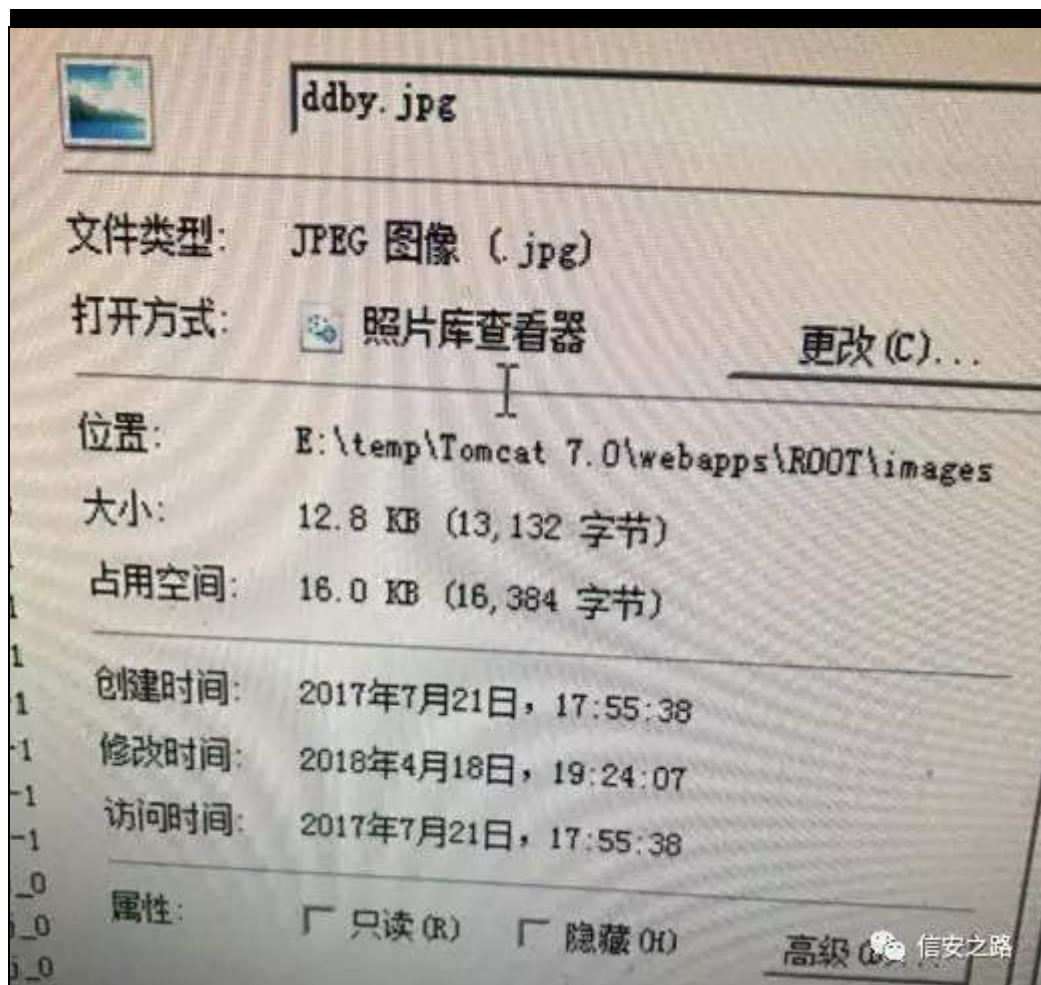 ddby.jpg
文件类型: JPEG 图像 (.jpg)
打开方式: 照片库查看器 更改(C)...
位置: E:\temp\Tomcat 7.0\webapps\ROOT\images
大小: 12.8 KB (13,132 字节)
占用空间: 16.0 KB (16,384 字节)
创建时间: 2017年7月21日, 17:55:38
修改时间: 2018年4月18日, 19:24:07
访问时间: 2017年7月21日, 17:55:38
属性: 只读(R) 隐藏(H) 高级
信安之路